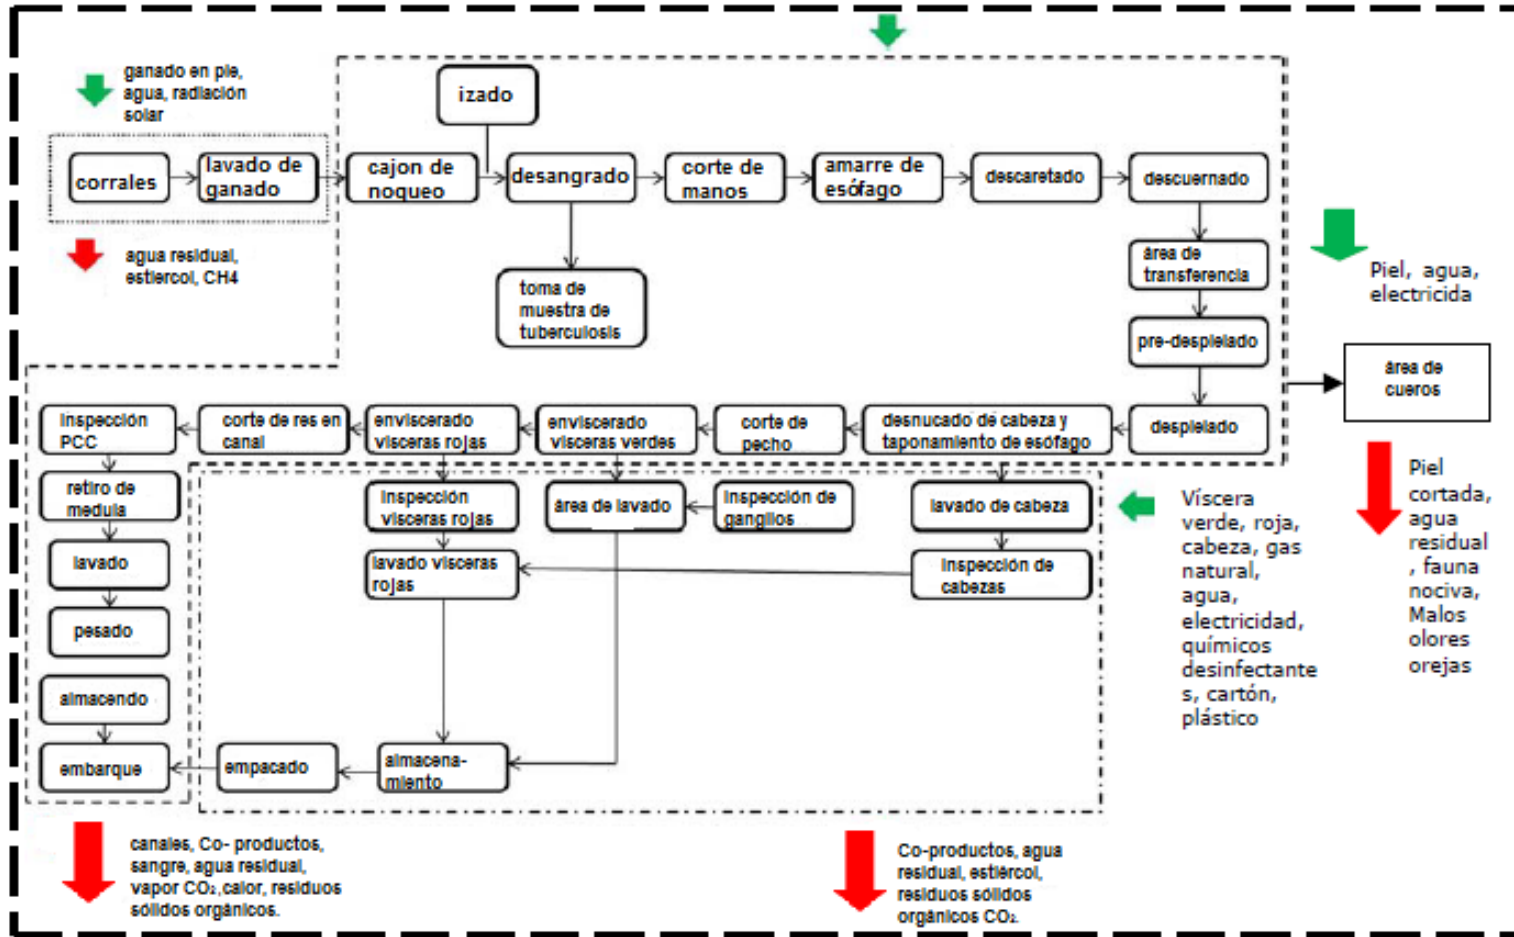 ganado en pie,
agua, radiación
solar
izado
corrales
lavado de
ganado
cajon de
noqueo
desangrado
corte de
manos
amarre de
esófago
descaretado
descuernado
agua residual,
estiercol, CH4
toma de
muestra de
tuberculosis
área de
transferencia
Piel, agua,
electricida
pre-despielado
área de
cueros
inspección
PCC
corte de res en
canal
enviscerado
visceras rojas
enviscerado
visceras verdes
corte de
pecho
desnucado de cabeza y
taponamiento de esófago
despielado
retiro de
medula
inspección
visceras rojas
área de lavado
inspección de
ganglios
lavado de cabeza
Víscera
verde, roja,
cabeza, gas
natural,
agua,
electricidad,
químicos
desinfectante
s, cartón,
plástico
Piel
cortada,
agua
residual
, fauna
nociva,
Malos
olores
orejas
lavado
lavado visceras
rojas
inspección de
cabezas
pesado
almacendo
embarque
empacado
almacena-
miento
canales, Co- productos,
sangre, agua residual,
vapor CO₂,calor, residuos
sólidos orgánicos.
Co-productos, agua
residual, estiércol,
residuos sólidos
orgánicos CO₂.